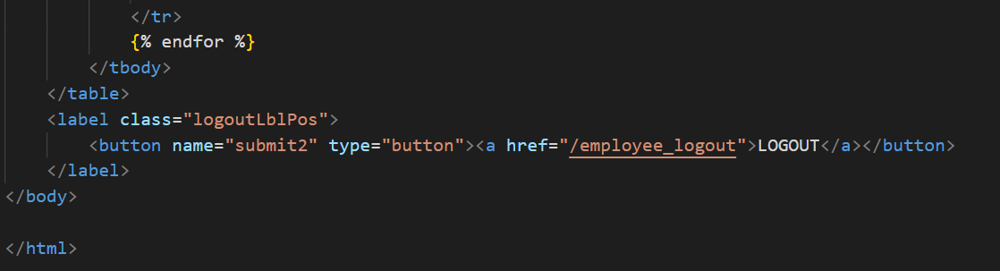 </tr>
{% endfor %}
</tbody>
</table>
<label class="logoutLblPos">
<button name="submit2" type="button"><a href="/employee_logout">LOGOUT</a></button>
</label>
</body>
</html>